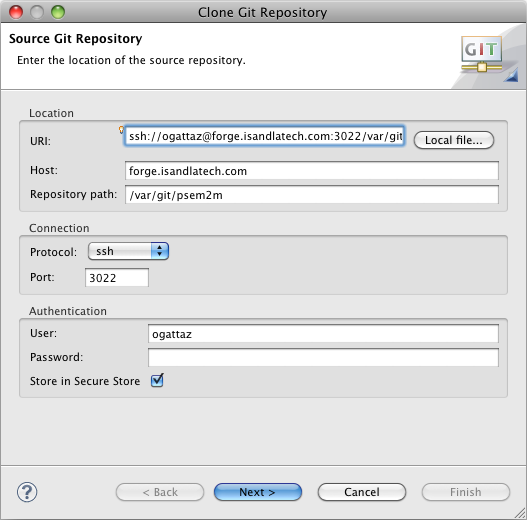 Clone Git Repository
Source Git Repository
Enter the location of the source repository.
GIT
Location
URI: ssh://ogattaz@forge.isandlatech.com:3022/var/git Local file...
Host: forge.isandlatech.com
Repository path: /var/git/psem2m
Connection
Protocol: ssh
Port: 3022
Authentication
User: ogattaz
Password:
Store in Secure Store
? < Back Next > Cancel Finish